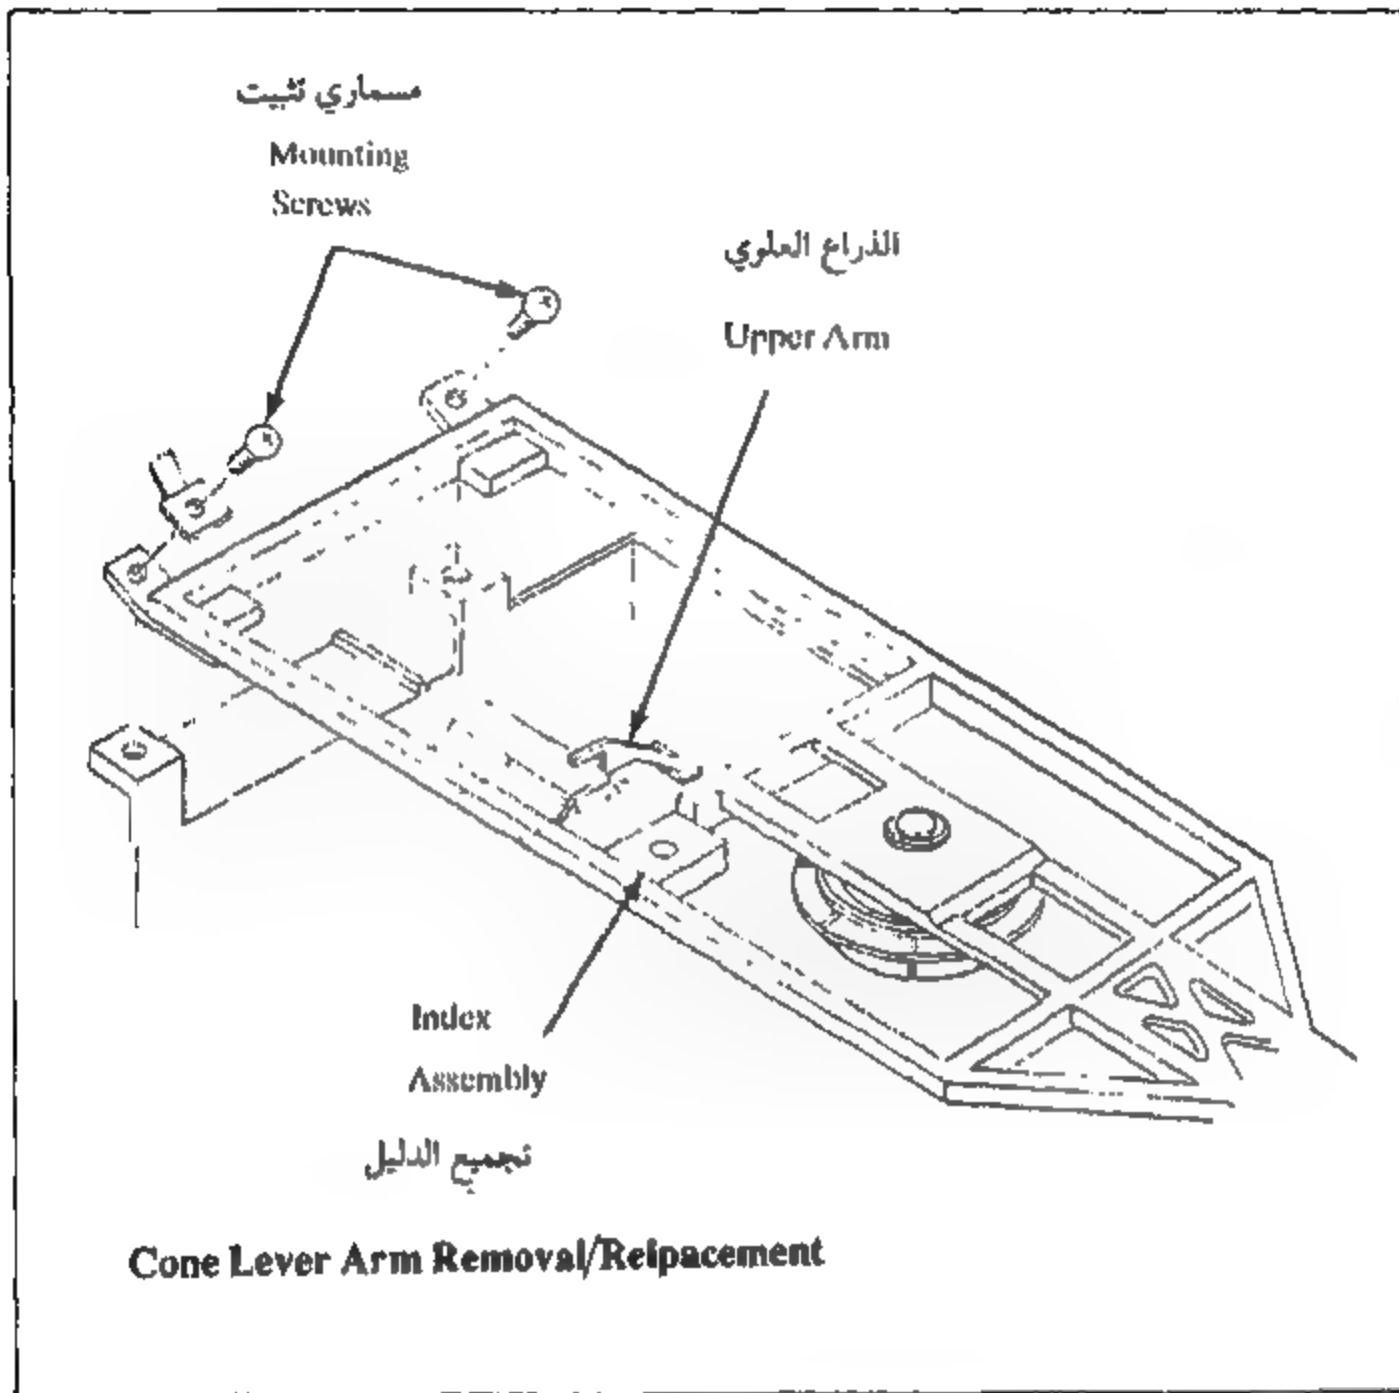 مسماري تثبيت
Mounting
Screws
الذراع العلوي
Upper Arm
Index
Assembly
تجميع الدليل
Cone Lever Arm Removal/Relpacement